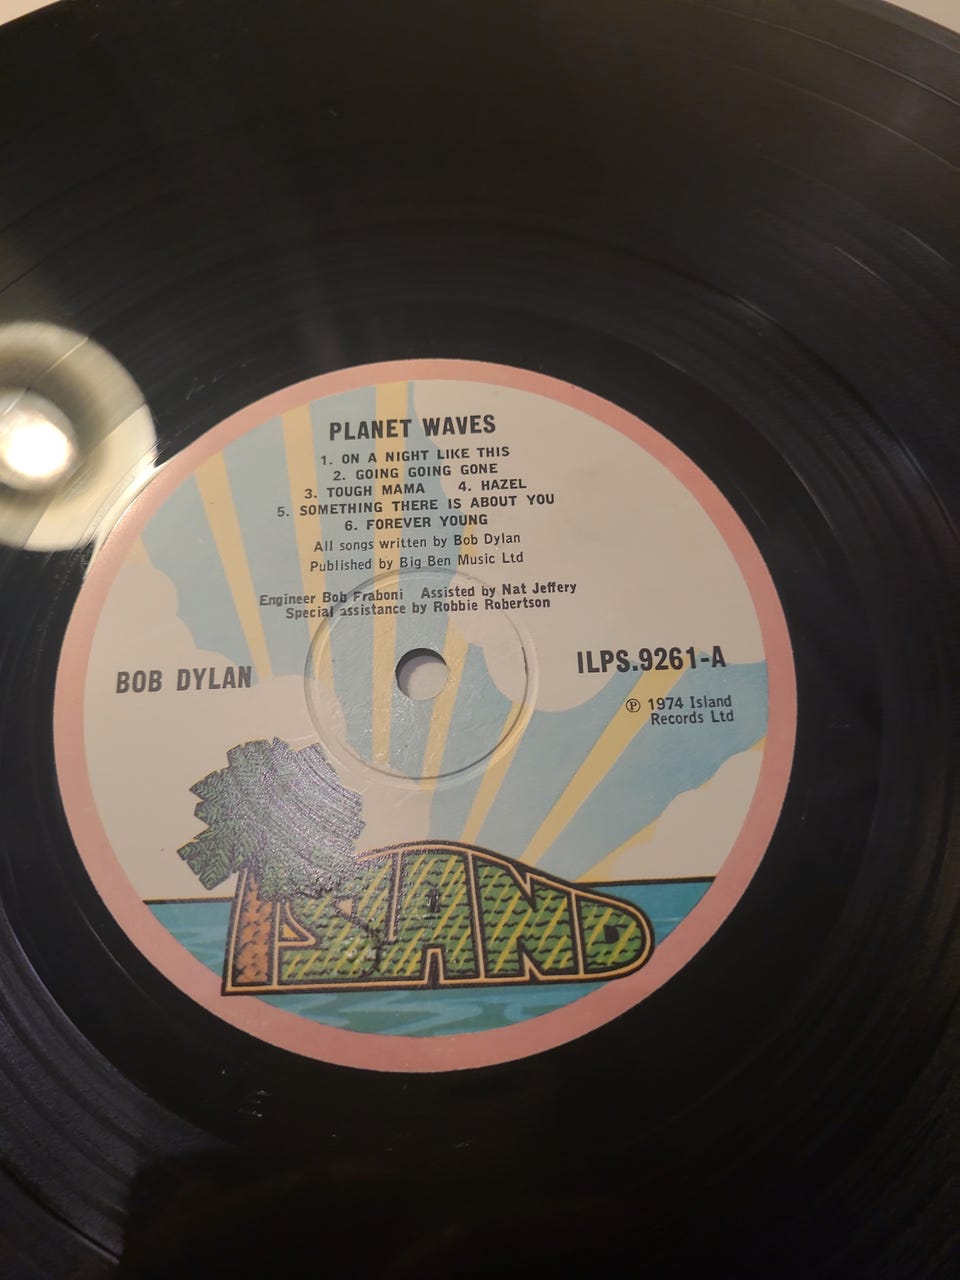 PLANET WAVES
1. ON A NIGHT LIKE THIS
2. GOING GOING GONE
3. TOUGH MAMA 4. HAZEL
5. SOMETHING THERE IS ABOUT YOU
6. FOREVER YOUNG
All songs written by Bob Dylan
Published by Big Ben Music Ltd
Engineer Bob Fraboni Assisted by Nat Jeffery
Special assistance by Robbie Robertson
BOB DYLAN
ILPS.9261-A
℗ 1974 Island
Records Ltd
ISLAND